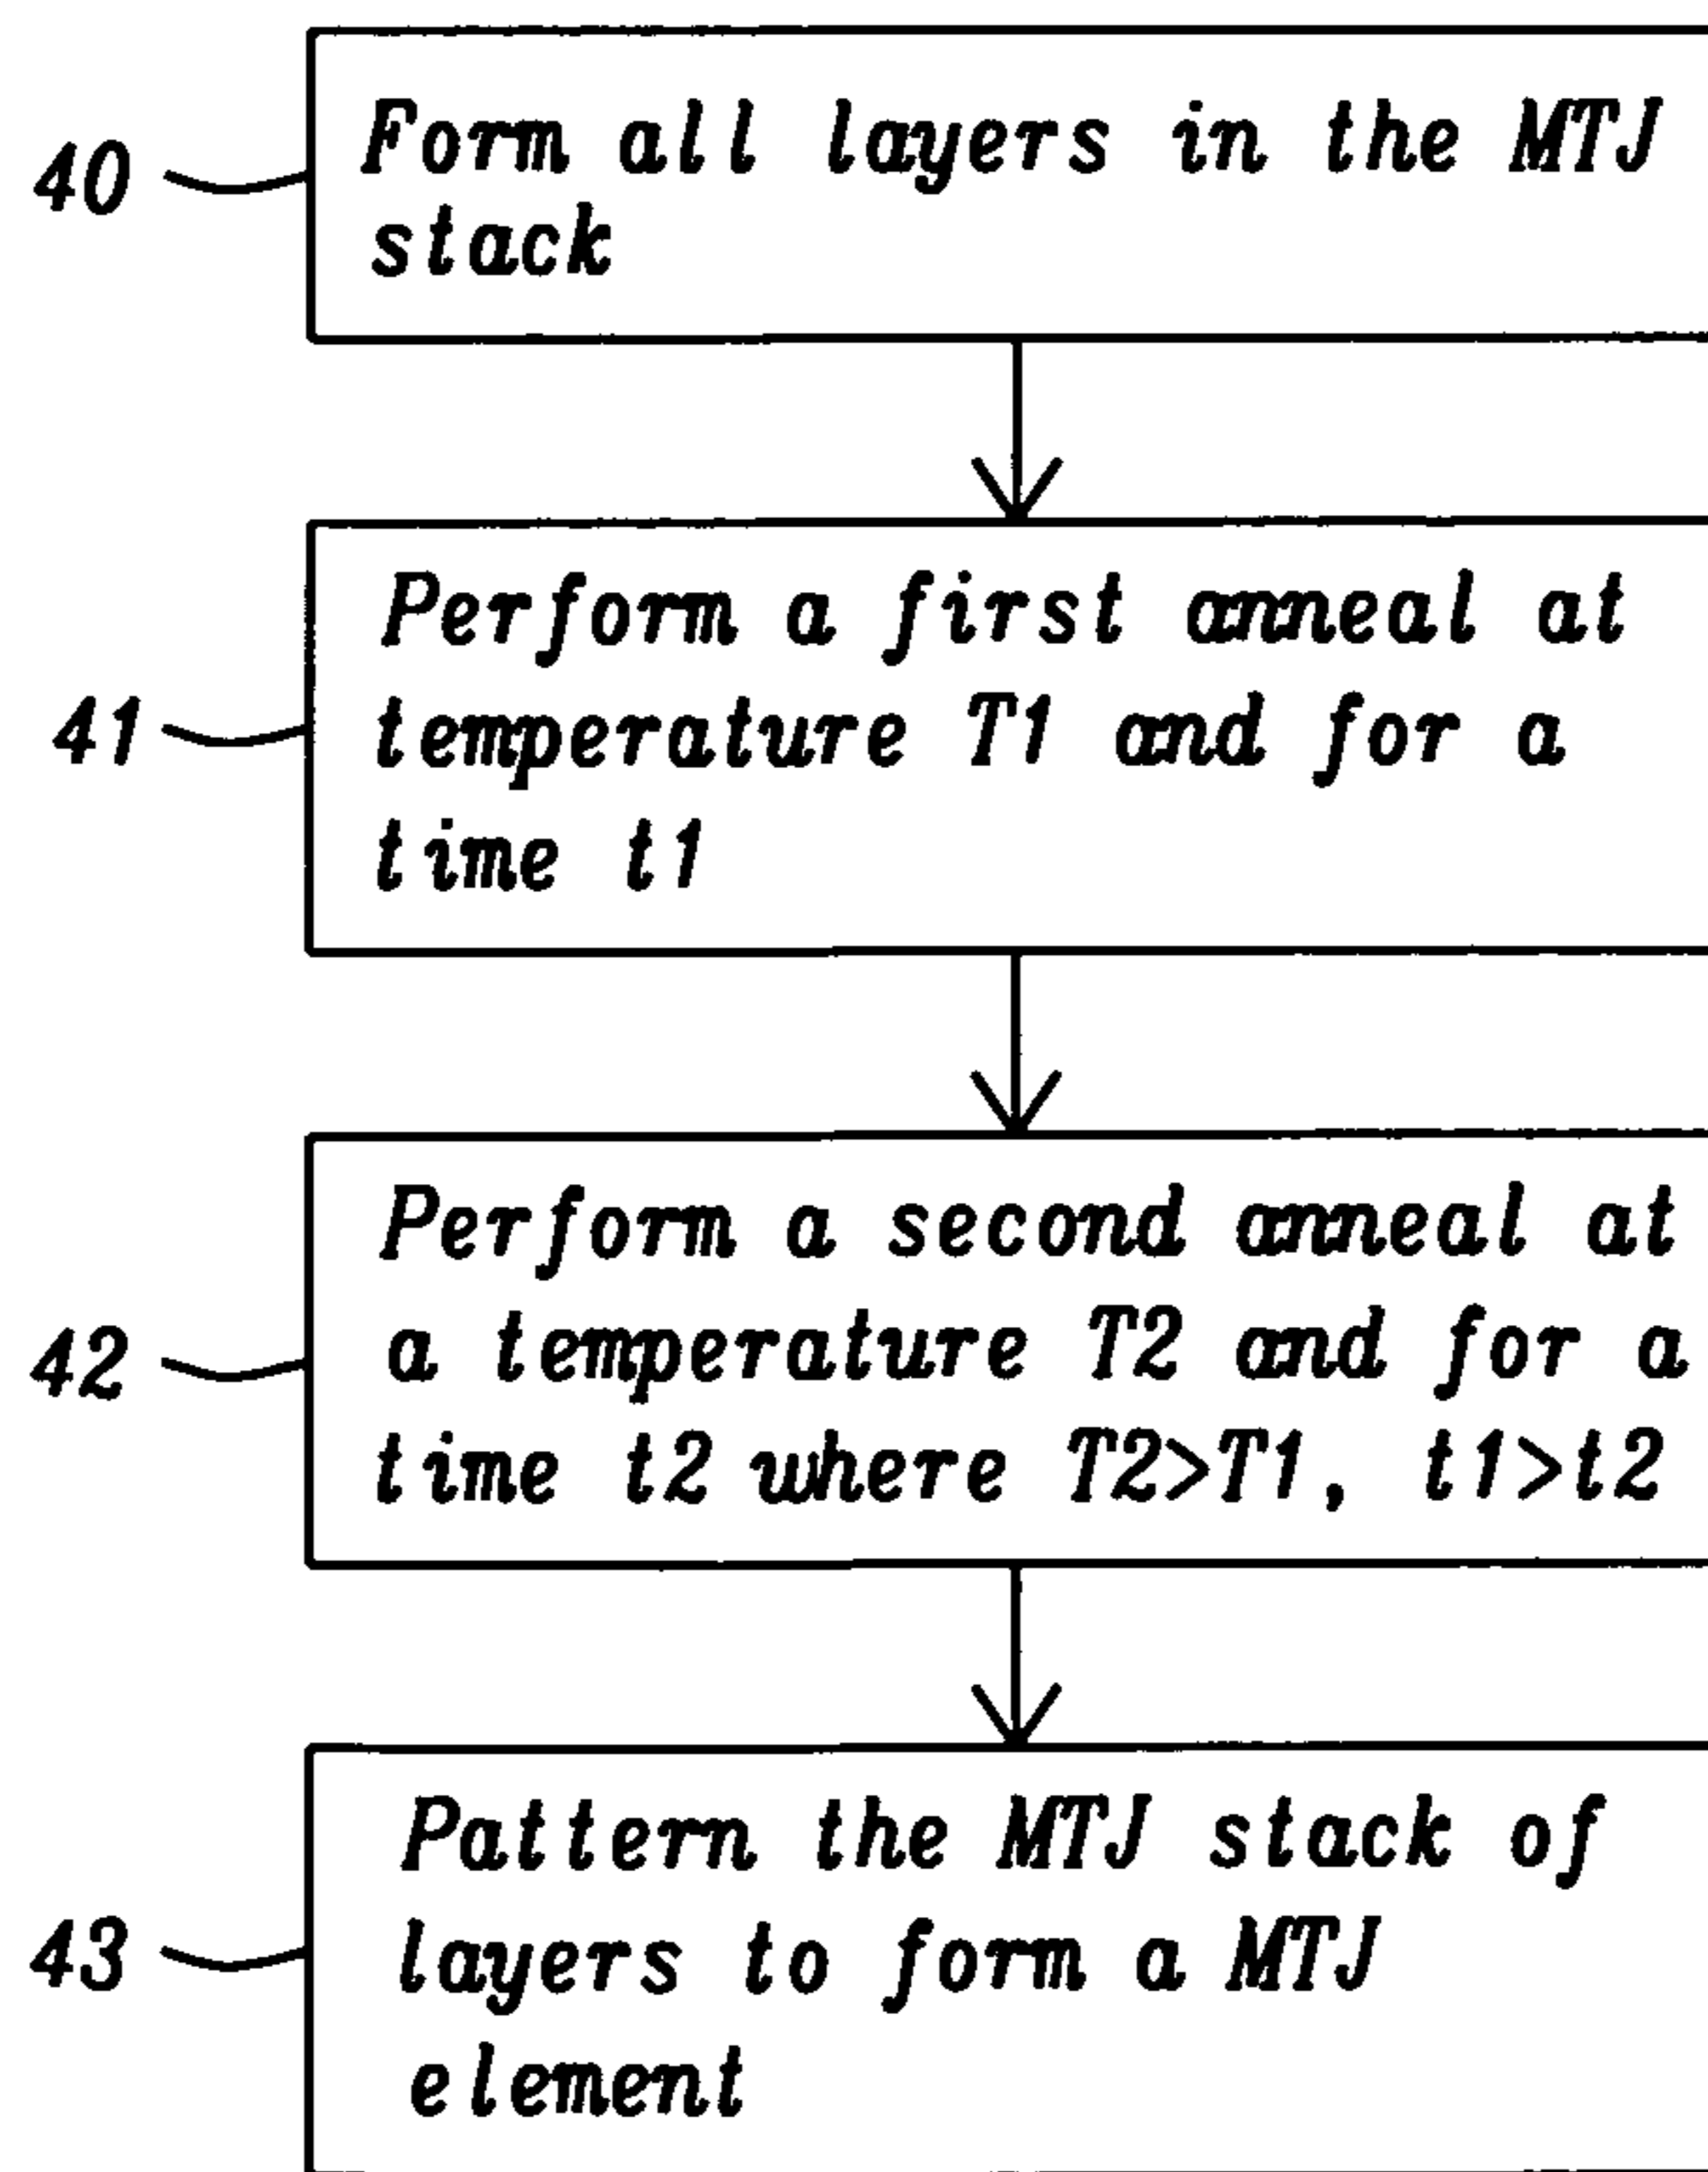 40
Form all layers in the MTJ
stack
41
Perform a first anneal at
temperature T1 and for a
time t1
42
Perform a second anneal at
a temperature T2 and for a
time t2 where T2>T1, t1>t2
43
Pattern the MTJ stack of
layers to form a MTJ
element